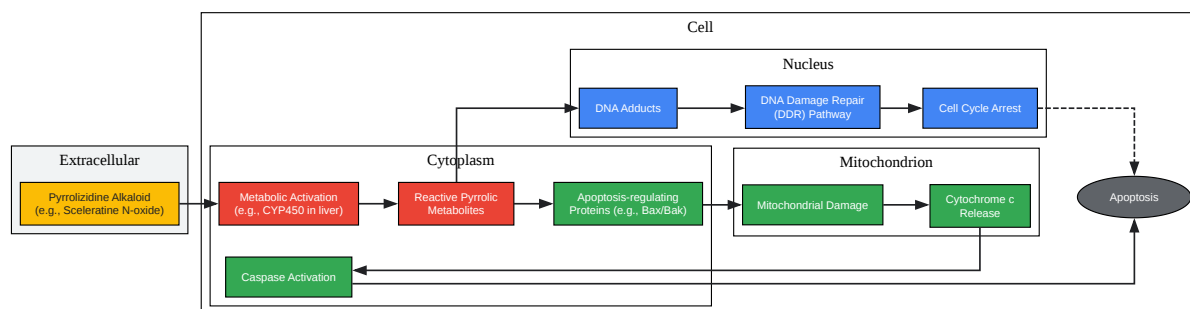 Cell
Nucleus
DNA Adducts
DNA Damage Repair
(DDR) Pathway
Cell Cycle Arrest
Extracellular
Pyrrolizidine Alkaloid
(e.g., Sceleratine N-oxide)
Cytoplasm
Metabolic Activation
(e.g., CYP450 in liver)
Reactive Pyrrolic
Metabolites
Apoptosis-regulating
Proteins (e.g., Bax/Bak)
Mitochondrion
Mitochondrial Damage
Cytochrome c
Release
Apoptosis
Caspase Activation